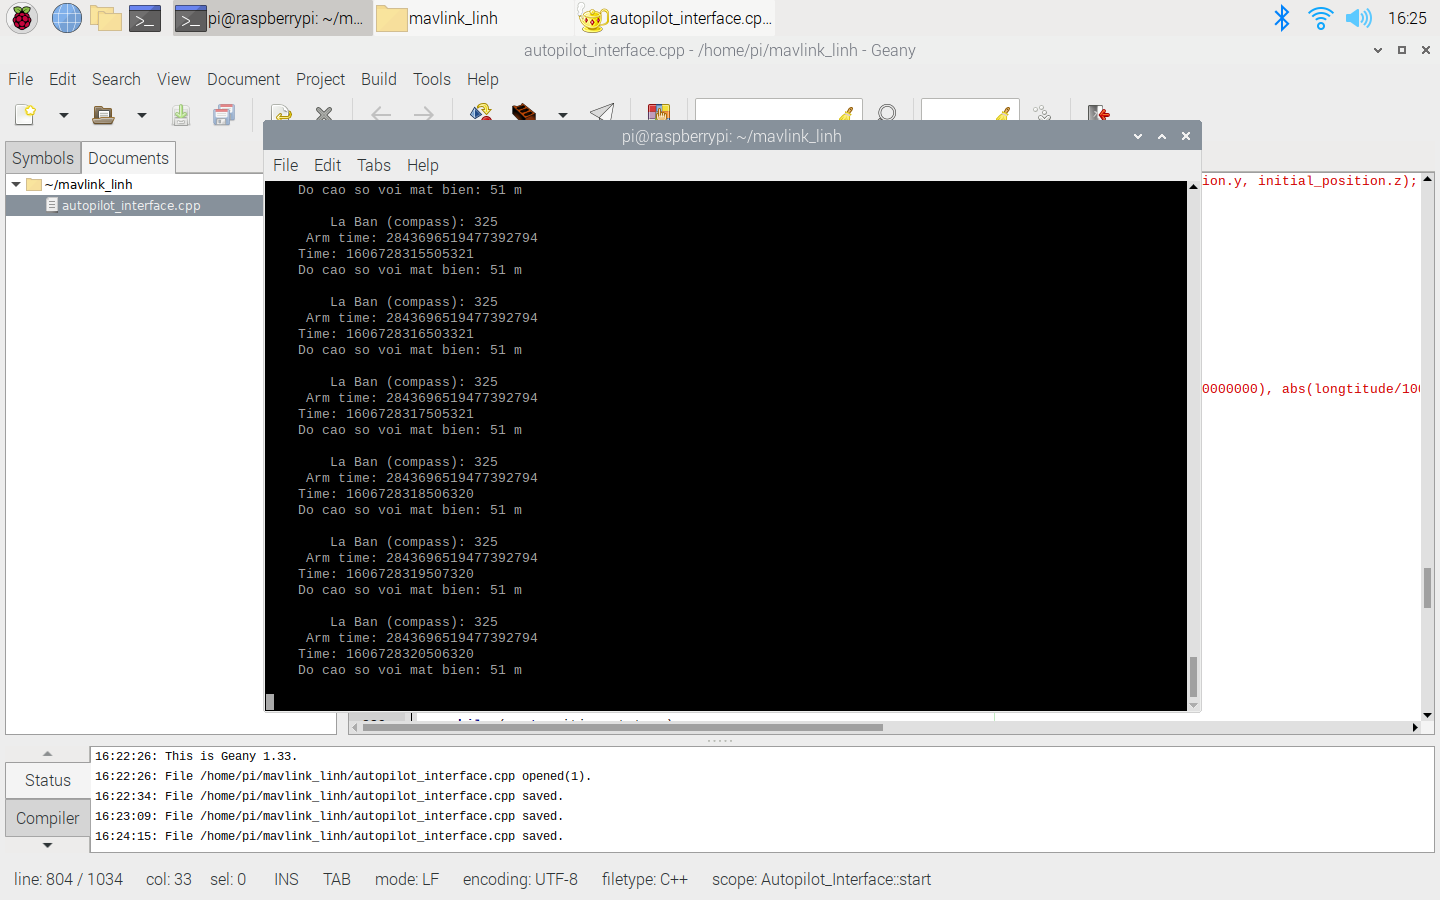 pi@raspberrypi: ~/m...
mavlink_linh
autopilot_interface.cp...
16:25
autopilot_interface.cpp - /home/pi/mavlink_linh - Geany
File Edit Search View Document Project Build Tools Help
pi@raspberrypi: ~/mavlink_linh
File Edit Tabs Help
Symbols Documents
~/mavlink_linh
autopilot_interface.cpp
ion.y, initial_position.z);
0000000), abs(longtitude/100
Do cao so voi mat bien: 51 m
La Ban (compass): 325
Arm time: 2843696519477392794
Time: 1606728315505321
Do cao so voi mat bien: 51 m
La Ban (compass): 325
Arm time: 2843696519477392794
Time: 1606728316503321
Do cao so voi mat bien: 51 m
La Ban (compass): 325
Arm time: 2843696519477392794
Time: 1606728317505321
Do cao so voi mat bien: 51 m
La Ban (compass): 325
Arm time: 2843696519477392794
Time: 1606728318506320
Do cao so voi mat bien: 51 m
La Ban (compass): 325
Arm time: 2843696519477392794
Time: 1606728319507320
Do cao so voi mat bien: 51 m
La Ban (compass): 325
Arm time: 2843696519477392794
Time: 1606728320506320
Do cao so voi mat bien: 51 m
Status
Compiler
16:22:26: This is Geany 1.33.
16:22:26: File /home/pi/mavlink_linh/autopilot_interface.cpp opened(1).
16:22:34: File /home/pi/mavlink_linh/autopilot_interface.cpp saved.
16:23:09: File /home/pi/mavlink_linh/autopilot_interface.cpp saved.
16:24:15: File /home/pi/mavlink_linh/autopilot_interface.cpp saved.
line: 804 / 1034 col: 33 sel: 0 INS TAB mode: LF encoding: UTF-8 filetype: C++ scope: Autopilot_Interface::start